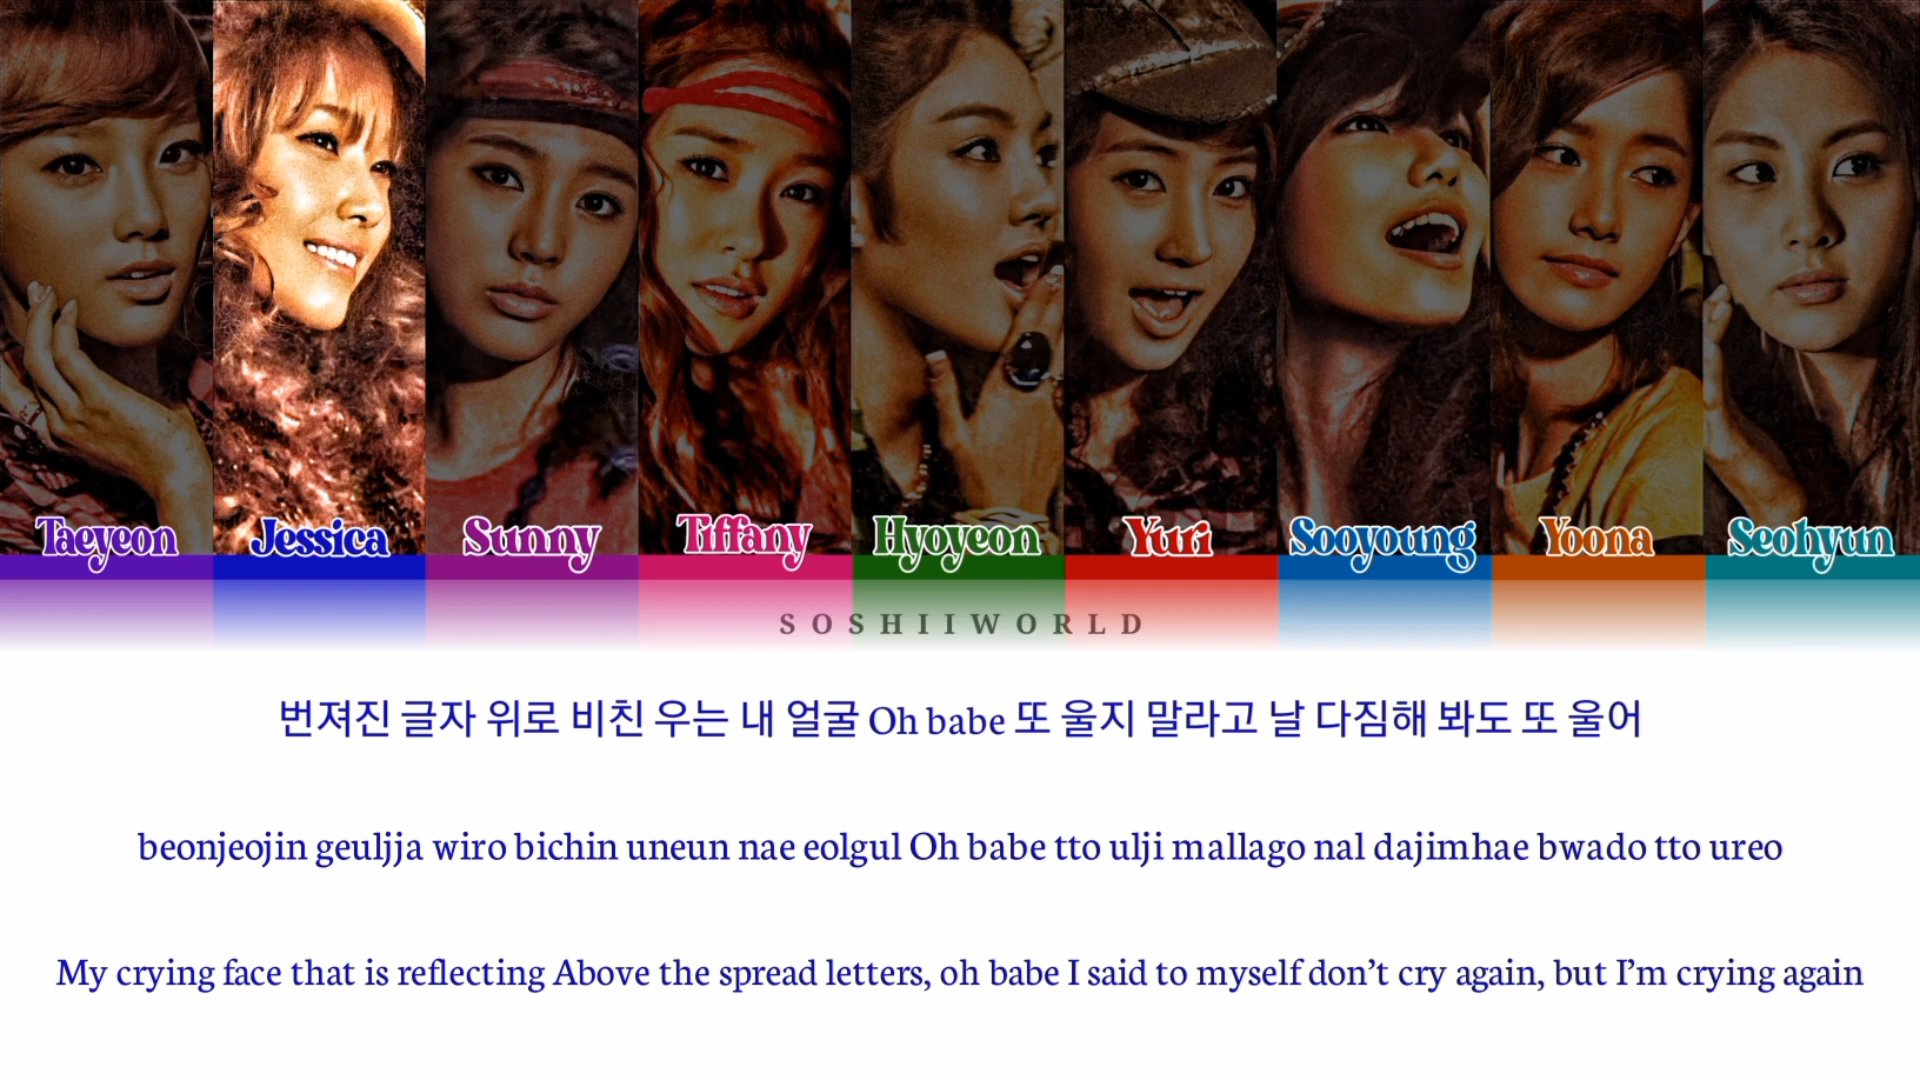 Taeyeon Jessica Sunny Tiffany Hyoyeon Yuri Sooyoung Yoona Seohyun
SOSHIIWORLD
번져진 글자 위로 비친 우는 내 얼굴 Oh babe 또 울지 말라고 날 다짐해 봐도 또 울어
beonjeojin geuljja wiro bichin uneun nae eolgul Oh babe tto ulji mallago nal dajimhae bwado tto ureo
My crying face that is reflecting Above the spread letters, oh babe I said to myself don’t cry again, but I’m crying again